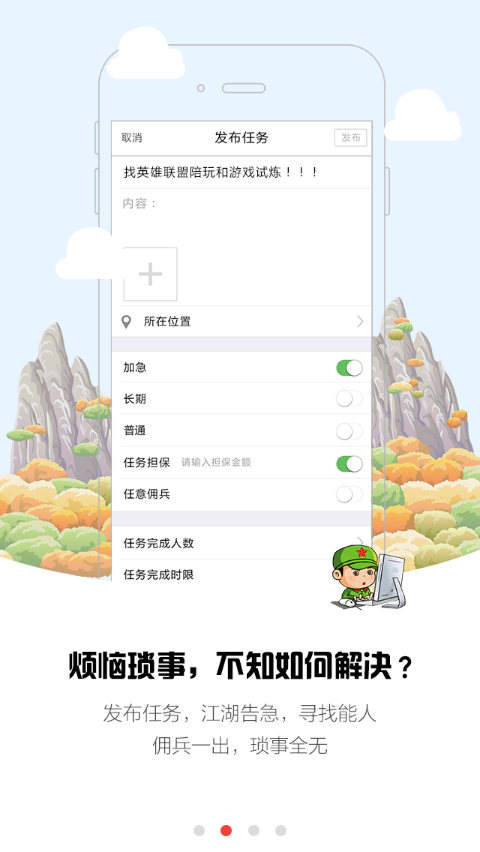 取消 发布任务 发布
找英雄联盟陪玩和游戏试炼！！！
内容：
所在位置
加急
长期
普通
任务担保 请输入担保金额
任意佣兵
任务完成人数
任务完成时限
烦恼琐事，不知如何解决？
发布任务，江湖告急，寻找能人
佣兵一出，琐事全无